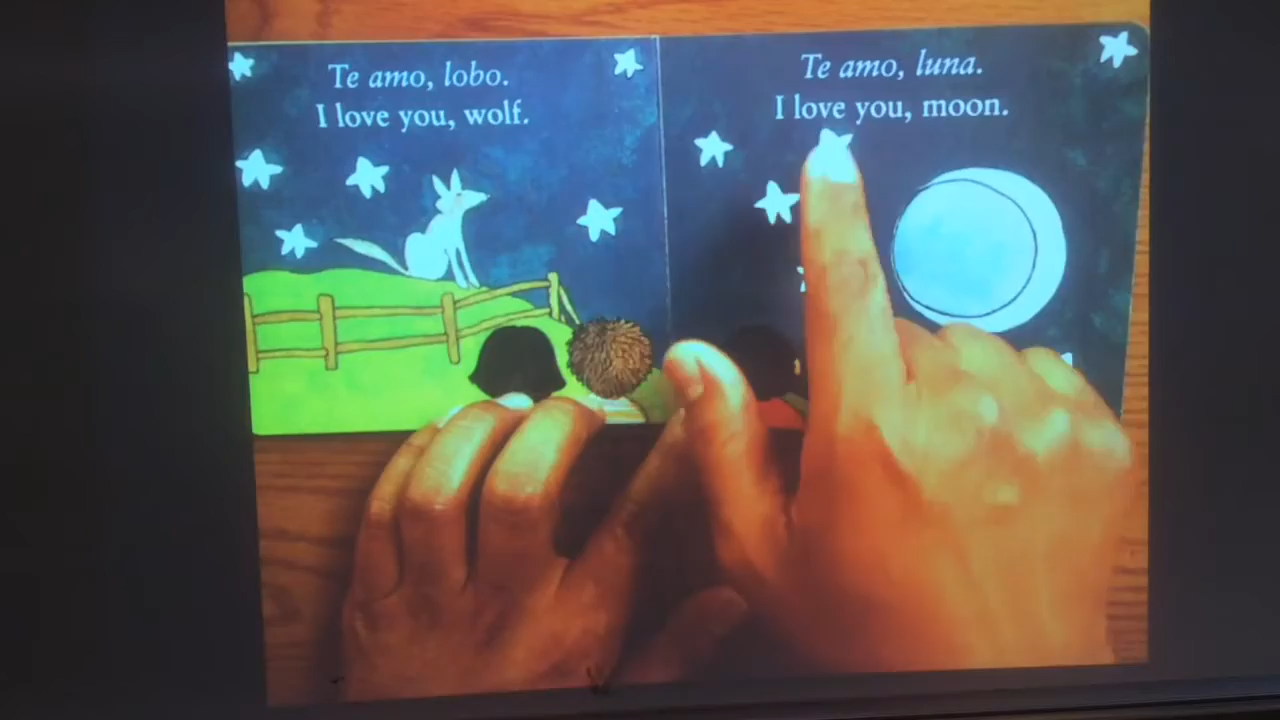 Te amo, lobo.
I love you, wolf.
Te amo, luna.
I love you, moon.